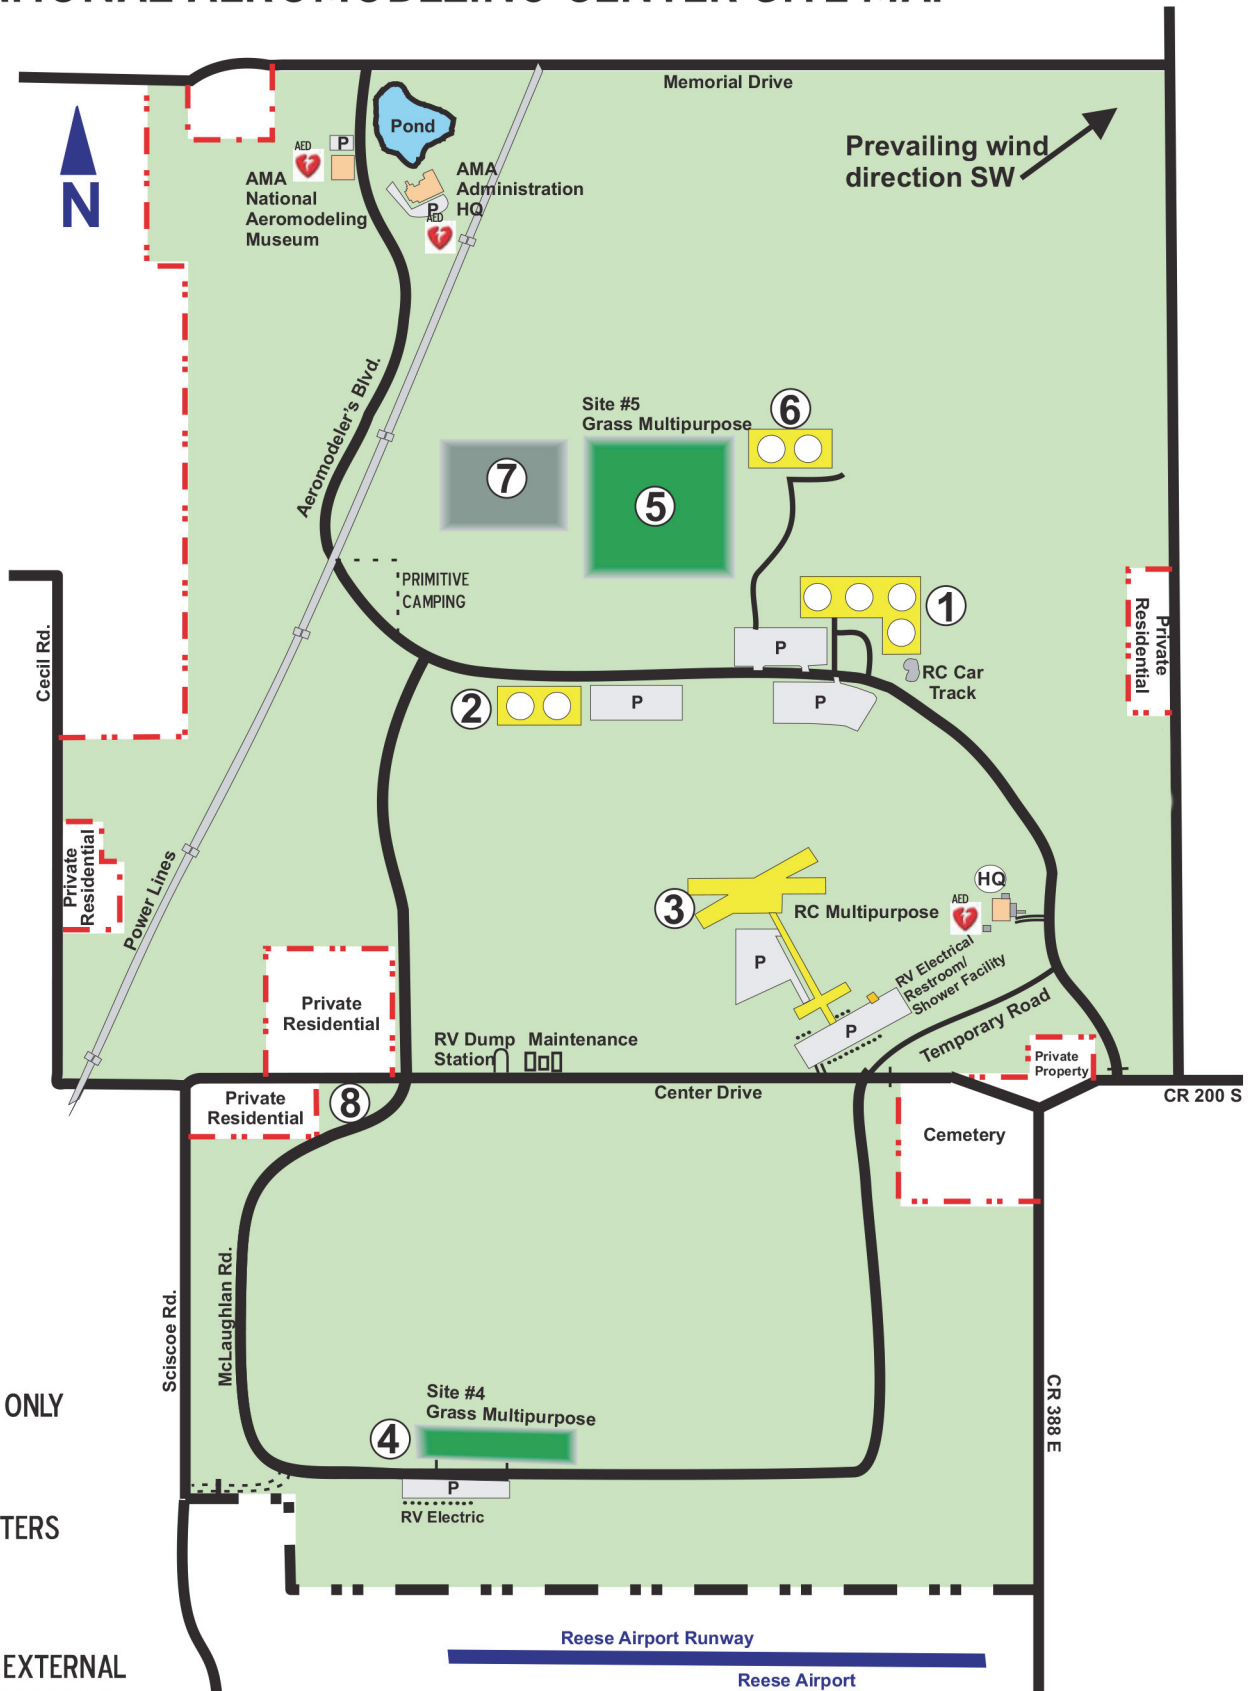 Memorial Drive
Pond
Prevailing wind
direction SW
N
AED
P
AMA
National
Aeromodeling
Museum
AMA
Administration
HQ
P
AED
Aeromodeler's Blvd.
Site #5
Grass Multipurpose
6
7
5
PRIMITIVE
CAMPING
1
Private
Residential
Cecil Rd.
P
RC Car
Track
2
P
P
Private
Residential
Power Lines
3
RC Multipurpose
HQ
AED
P
RV Electrical
Restroom/
Shower Facility
P
Temporary Road
Private
Residential
RV Dump
Station
Maintenance
Private
Property
Center Drive
CR 200 S
Private
Residential
8
Cemetery
Sciscoe Rd.
McLaughlan Rd.
CR 388 E
Site #4
Grass Multipurpose
4
P
RV Electric
ONLY
TERS
EXTERNAL
Reese Airport Runway
Reese Airport